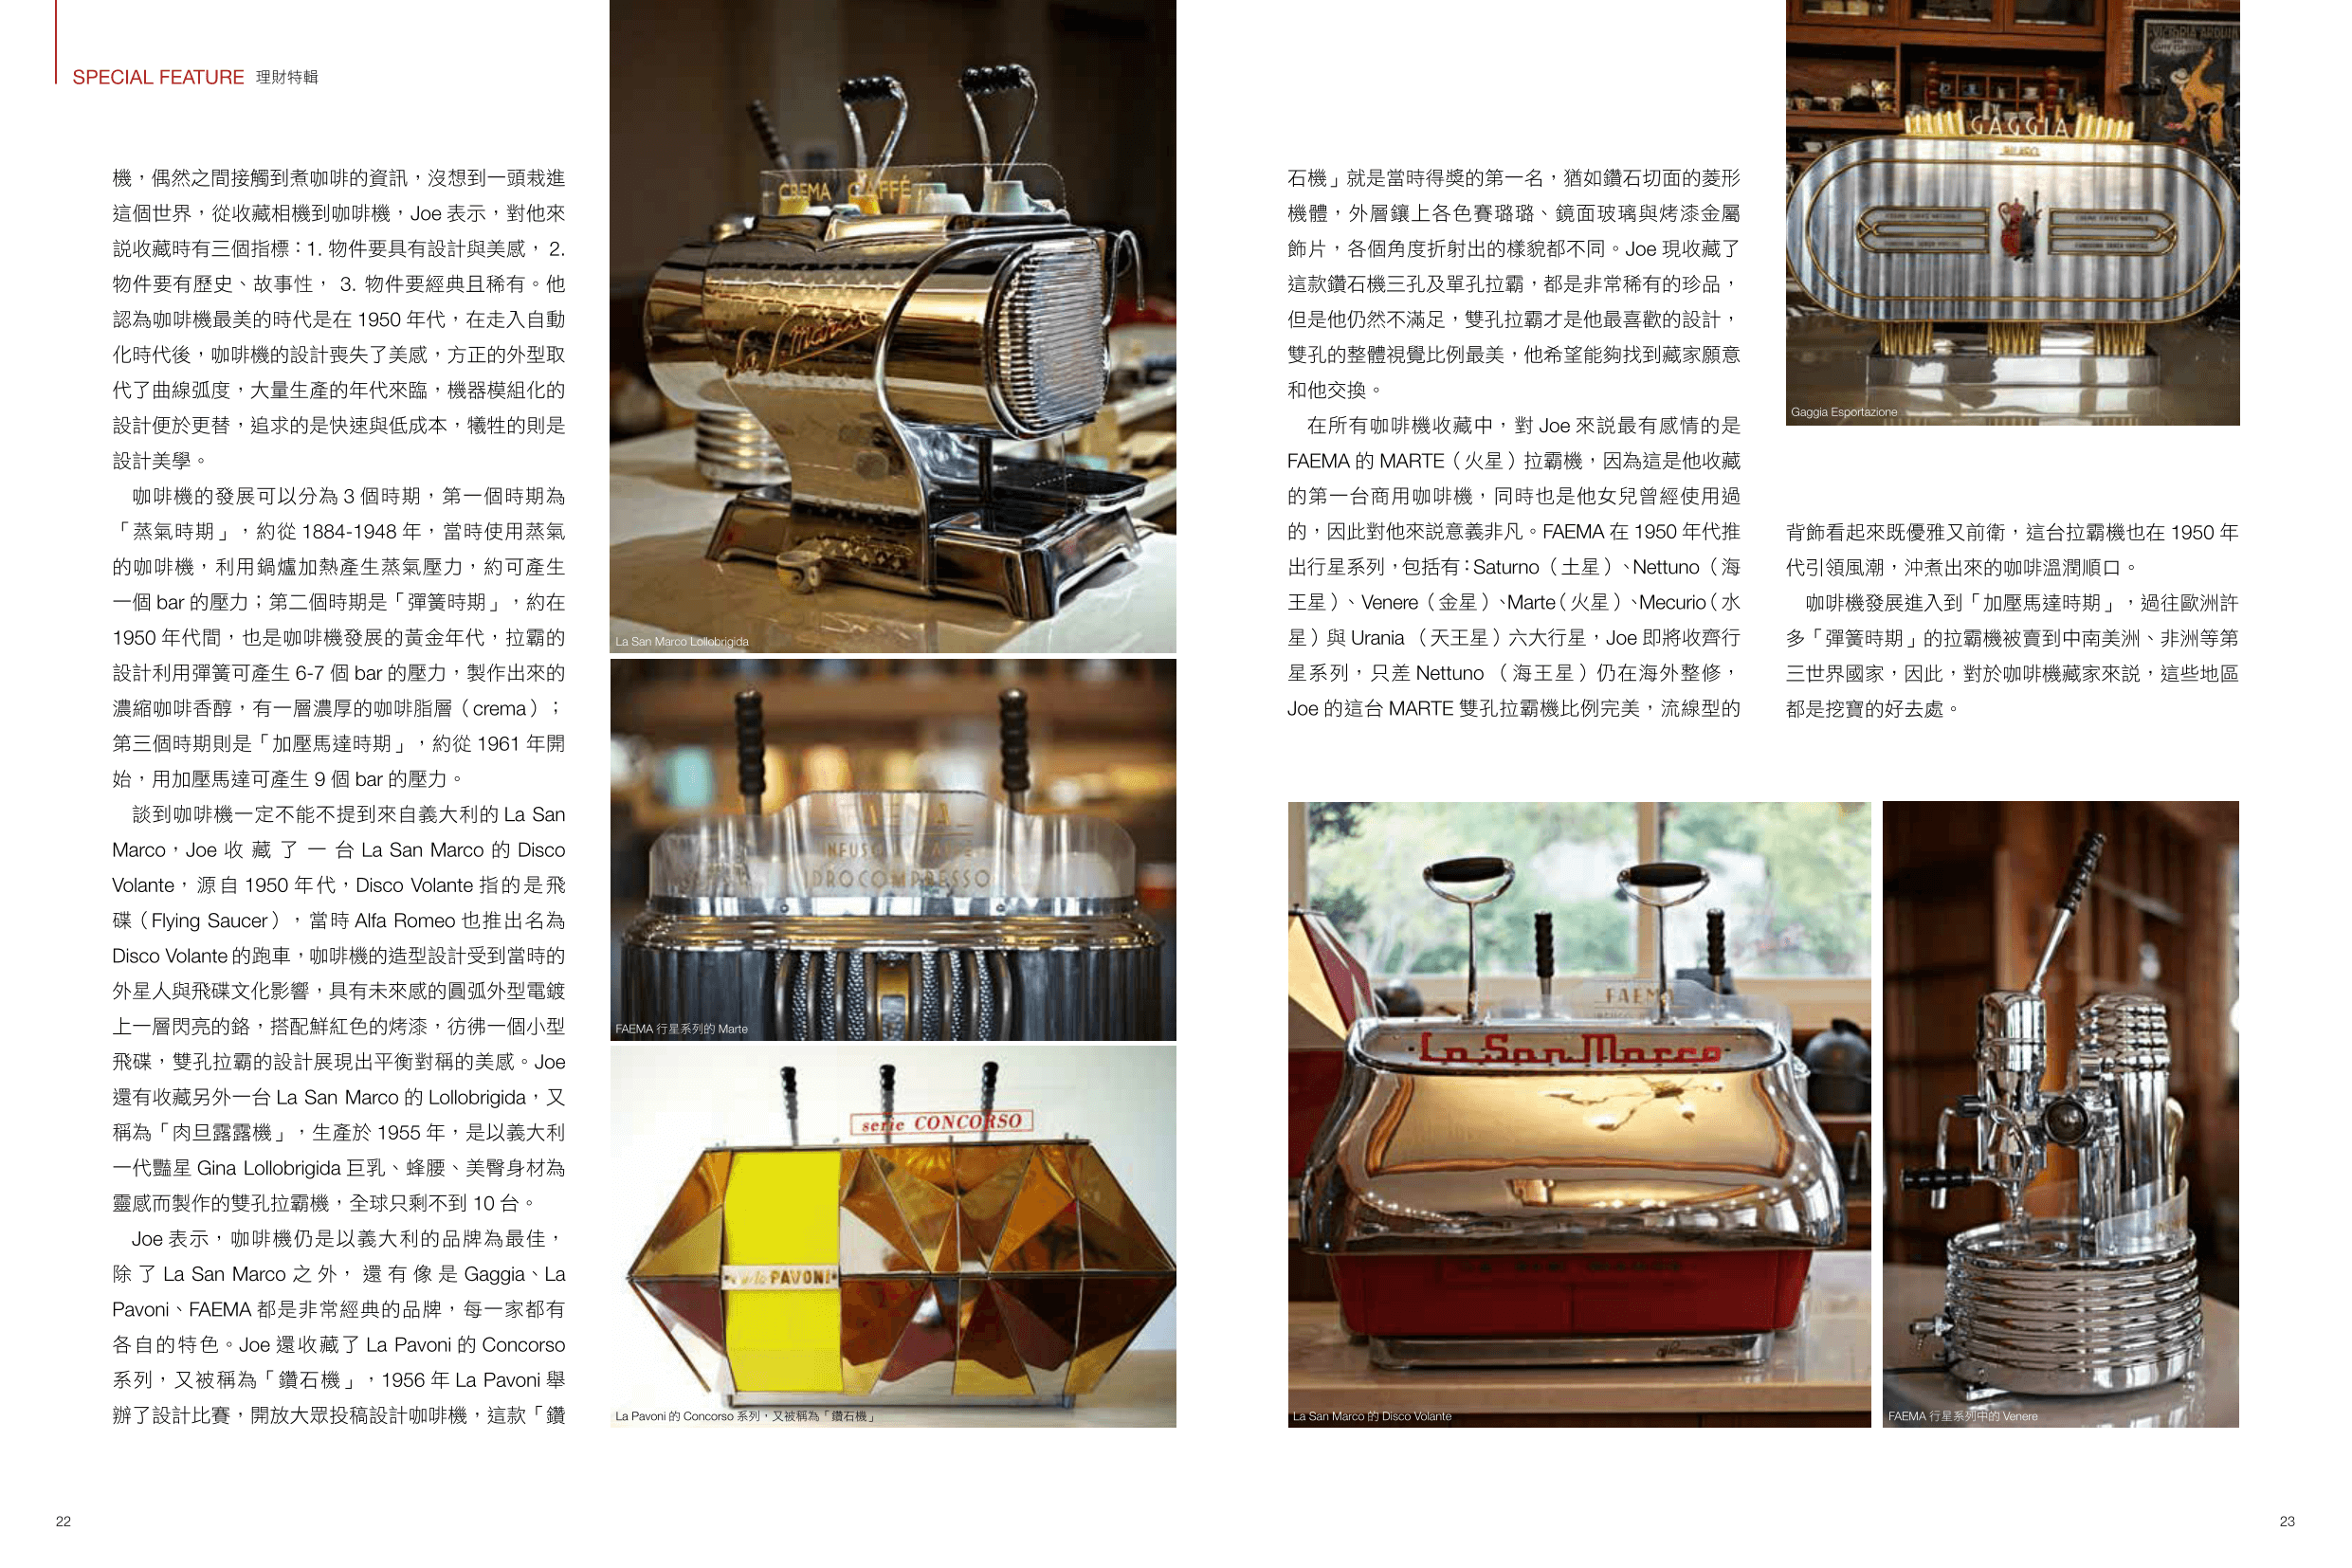 SPECIAL FEATURE 理財特輯
機，偶然之間接觸到煮咖啡的資訊，沒想到一頭栽進
這個世界，從收藏相機到咖啡機，Joe 表示，對他來
說收藏時有三個指標：1. 物件要具有設計與美感， 2.
物件要有歷史、故事性， 3. 物件要經典且稀有。他
認為咖啡機最美的時代是在 1950 年代，在走入自動
化時代後，咖啡機的設計喪失了美感，方正的外型取
代了曲線弧度，大量生產的年代來臨，機器模組化的
設計便於更替，追求的是快速與低成本，犧牲的則是
設計美學。
咖啡機的發展可以分為 3 個時期，第一個時期為
「蒸氣時期」，約從 1884-1948 年，當時使用蒸氣
的咖啡機，利用鍋爐加熱產生蒸氣壓力，約可產生
一個 bar 的壓力；第二個時期是「彈簧時期」，約在
1950 年代間，也是咖啡機發展的黃金年代，拉霸的
設計利用彈簧可產生 6-7 個 bar 的壓力，製作出來的
濃縮咖啡香醇，有一層濃厚的咖啡脂層（crema）；
第三個時期則是「加壓馬達時期」，約從 1961 年開
始，用加壓馬達可產生 9 個 bar 的壓力。
談到咖啡機一定不能不提到來自義大利的 La San
Marco，Joe 收藏了一台 La San Marco 的 Disco
Volante，源自 1950 年代，Disco Volante 指的是飛
碟（Flying Saucer），當時 Alfa Romeo 也推出名為
Disco Volante 的跑車，咖啡機的造型設計受到當時的
外星人與飛碟文化影響，具有未來感的圓弧外型電鍍
上一層閃亮的鉻，搭配鮮紅色的烤漆，彷彿一個小型
飛碟，雙孔拉霸的設計展現出平衡對稱的美感。Joe
還有收藏另外一台 La San Marco 的 Lollobrigida，又
稱為「肉旦露露機」，生產於 1955 年，是以義大利
一代豔星 Gina Lollobrigida 巨乳、蜂腰、美臀身材為
靈感而製作的雙孔拉霸機，全球只剩不到 10 台。
Joe 表示，咖啡機仍是以義大利的品牌為最佳，
除了 La San Marco 之外，還有像是 Gaggia、La
Pavoni、FAEMA 都是非常經典的品牌，每一家都有
各自的特色。Joe 還收藏了 La Pavoni 的 Concorso
系列，又被稱為「鑽石機」，1956 年 La Pavoni 舉
辦了設計比賽，開放大眾投稿設計咖啡機，這款「鑽
CREMA CAFFÈ
La San Marco
La San Marco Lollobrigida
IDROCOMPRESSO
FAEMA 行星系列的 Marte
serie CONCORSO
la PAVONI
La Pavoni 的 Concorso 系列，又被稱為「鑽石機」
石機」就是當時得獎的第一名，猶如鑽石切面的菱形
機體，外層鑲上各色賽璐璐、鏡面玻璃與烤漆金屬
飾片，各個角度折射出的樣貌都不同。Joe 現收藏了
這款鑽石機三孔及單孔拉霸，都是非常稀有的珍品，
但是他仍然不滿足，雙孔拉霸才是他最喜歡的設計，
雙孔的整體視覺比例最美，他希望能夠找到藏家願意
和他交換。
在所有咖啡機收藏中，對 Joe 來說最有感情的是
FAEMA 的 MARTE（火星）拉霸機，因為這是他收藏
的第一台商用咖啡機，同時也是他女兒曾經使用過
的，因此對他來說意義非凡。FAEMA 在 1950 年代推
出行星系列，包括有：Saturno（土星）、Nettuno（海
王星）、Venere（金星）、Marte（火星）、Mecurio（水
星）與 Urania （天王星）六大行星，Joe 即將收齊行
星系列，只差 Nettuno （海王星）仍在海外整修，
Joe 的這台 MARTE 雙孔拉霸機比例完美，流線型的
VICTORIA ARDUINO
GAGGIA
Gaggia Esportazione
背飾看起來既優雅又前衛，這台拉霸機也在 1950 年
代引領風潮，沖煮出來的咖啡溫潤順口。
咖啡機發展進入到「加壓馬達時期」，過往歐洲許
多「彈簧時期」的拉霸機被賣到中南美洲、非洲等第
三世界國家，因此，對於咖啡機藏家來說，這些地區
都是挖寶的好去處。
FAEMA
La San Marco
La San Marco 的 Disco Volante
FAEMA 行星系列中的 Venere
22
23